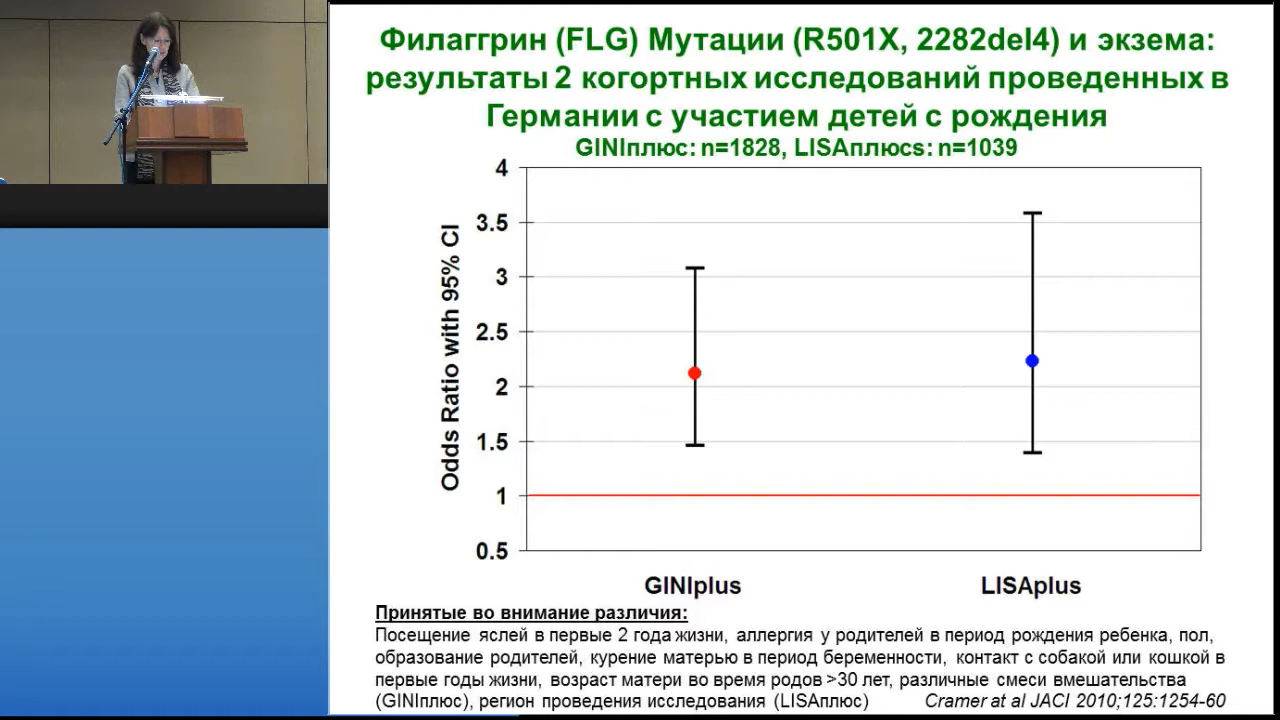 Филаггрин (FLG) Мутации (R501X, 2282del4) и экзема:
результаты 2 когортных исследований проведенных в
Германии с участием детей с рождения
GINIплюс: n=1828, LISAплюсs: n=1039
Odds Ratio with 95% CI
4
3.5
3
2.5
2
1.5
1
0.5
GINIplus LISAplus
Принятые во внимание различия:
Посещение яслей в первые 2 года жизни, аллергия у родителей в период рождения ребенка, пол,
образование родителей, курение матерью в период беременности, контакт с собакой или кошкой в
первые годы жизни, возраст матери во время родов >30 лет, различные смеси вмешательства
(GINIплюс), регион проведения исследования (LISAплюс) Cramer at al JACI 2010;125:1254-60